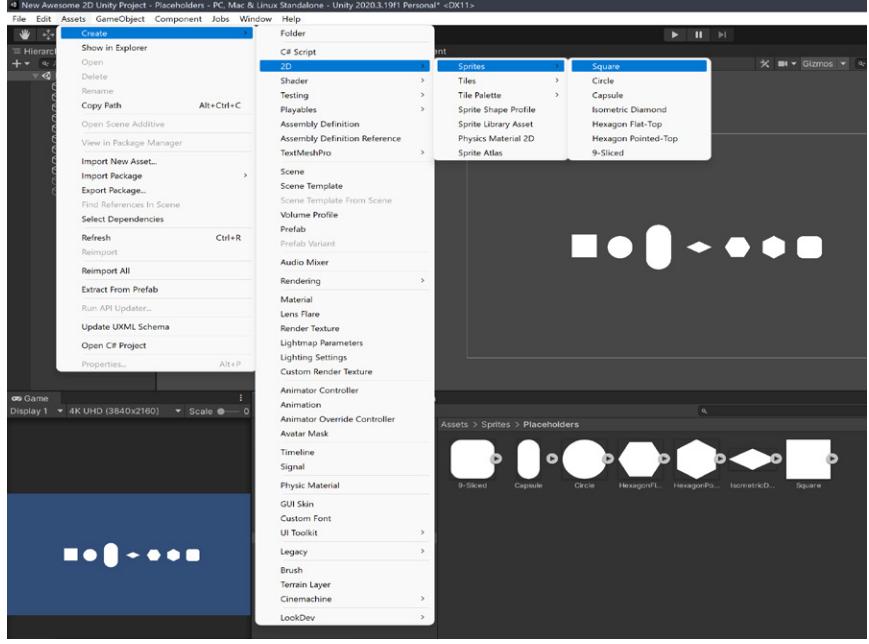 New Awesome 2D Unity Project - Placeholders - PC, Mac & Linux Standalone - Unity 2020.3.19f1 Personal* <DX11>
File Edit Assets GameObject Component Jobs Window Help
Create
Show in Explorer
Open
Delete
Rename
Copy Path Alt+Ctrl+C
Open Scene Additive
View in Package Manager
Import New Asset...
Import Package
Export Package...
Find References In Scene
Select Dependencies
Refresh Ctrl+R
Reimport
Reimport All
Extract From Prefab
Run API Updater...
Update UXML Schema
Open C# Project
Properties... Alt+P
Folder
C# Script
2D
Shader
Testing
Playables
Assembly Definition
Assembly Definition Reference
TextMeshPro
Scene
Scene Template
Scene Template From Scene
Volume Profile
Prefab
Prefab Variant
Audio Mixer
Rendering
Material
Lens Flare
Render Texture
Lightmap Parameters
Lighting Settings
Custom Render Texture
Animator Controller
Animation
Animator Override Controller
Avatar Mask
Timeline
Signal
Physic Material
GUI Skin
Custom Font
UI Toolkit
Legacy
Brush
Terrain Layer
Cinemachine
LookDev
Sprites
Tiles
Tile Palette
Sprite Shape Profile
Sprite Library Asset
Physics Material 2D
Sprite Atlas
Square
Circle
Capsule
Isometric Diamond
Hexagon Flat-Top
Hexagon Pointed-Top
9-Sliced
Gizmos
Game
Display 1 4K UHD (3840x2160) Scale
Assets > Sprites > Placeholders
9-Sliced Capsule Circle HexagonFl... HexagonPo... IsometricD... Square